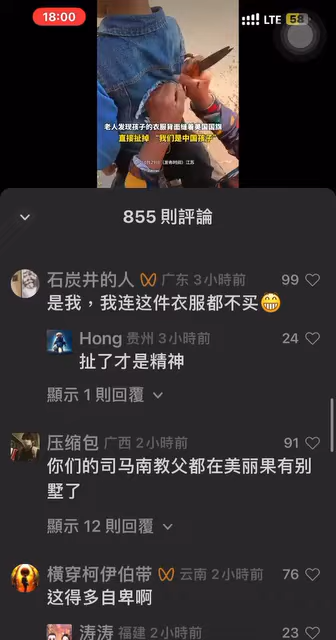 18:00
LTE 58
老人发现孩子的衣服背面缝着美国国旗
直接扯掉 “我们是中国孩子”
855 則評論
石炭井的人 广东 3小時前 99
是我，我连这件衣服都不买😁
Hong 贵州 3小時前 24
扯了才是精神
顯示 1 則回覆
压缩包 广西 2小時前 91
你们的司马南教父都在美丽果有别
墅了
顯示 12 則回覆
橫穿柯伊伯带 云南 2小時前 76
这得多自卑啊
涛涛 福建 2小時前 23